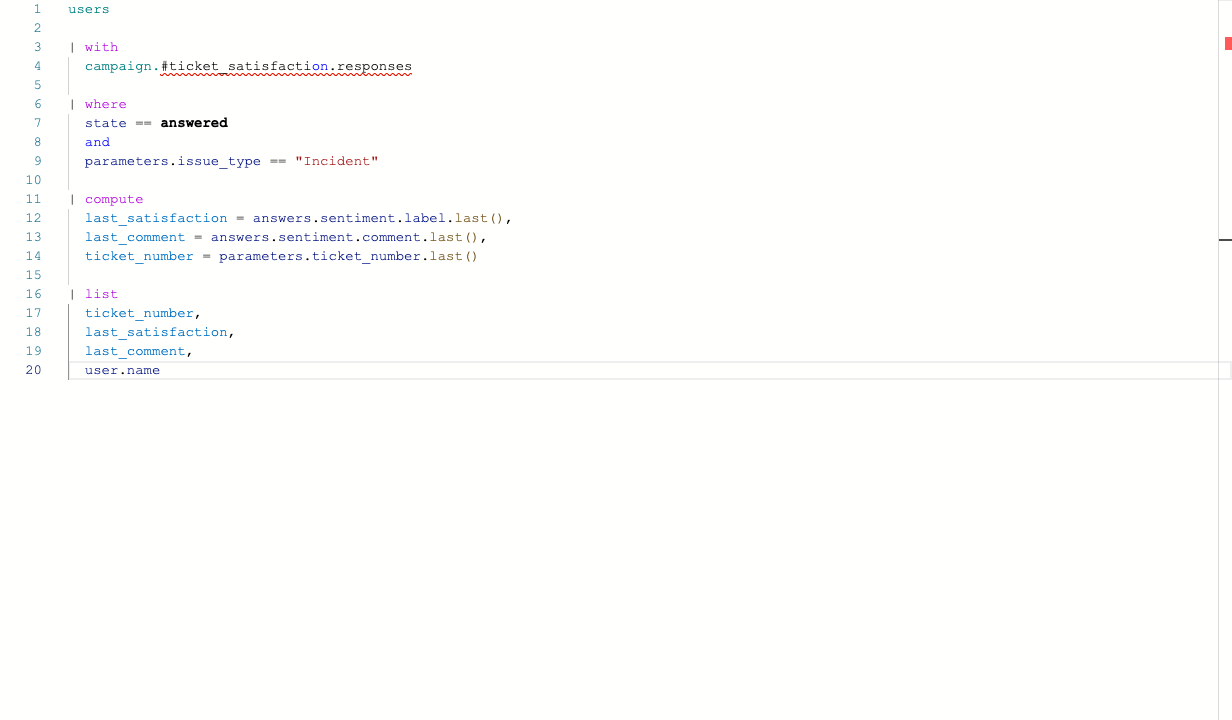 1 users
2
3 | with
4 campaign.#ticket_satisfaction.responses
5
6 | where
7 state == answered
8 and
9 parameters.issue_type == "Incident"
10
11 | compute
12 last_satisfaction = answers.sentiment.label.last(),
13 last_comment = answers.sentiment.comment.last(),
14 ticket_number = parameters.ticket_number.last()
15
16 | list
17 ticket_number,
18 last_satisfaction,
19 last_comment,
20 user.name